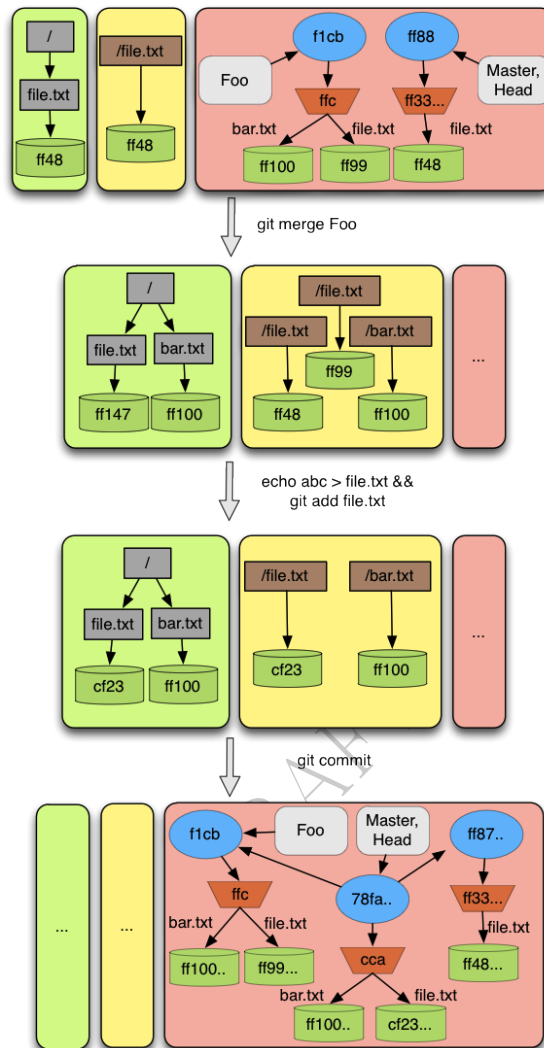 /
file.txt
ff48
/file.txt
ff48
f1cb
ff88
Foo
Master,
Head
ffc
ff33...
bar.txt
file.txt
file.txt
ff100
ff99
ff48
git merge Foo
/
file.txt
bar.txt
ff147
ff100
/file.txt
/file.txt
/bar.txt
ff99
ff48
ff100
...
echo abc > file.txt &&
git add file.txt
/
file.txt
bar.txt
cf23
ff100
/file.txt
/bar.txt
cf23
ff100
...
git commit
...
...
f1cb
Foo
Master,
Head
ff87..
ffc
78fa..
ff33...
bar.txt
file.txt
file.txt
ff100..
ff99...
cca
ff48...
bar.txt
file.txt
ff100..
cf23...